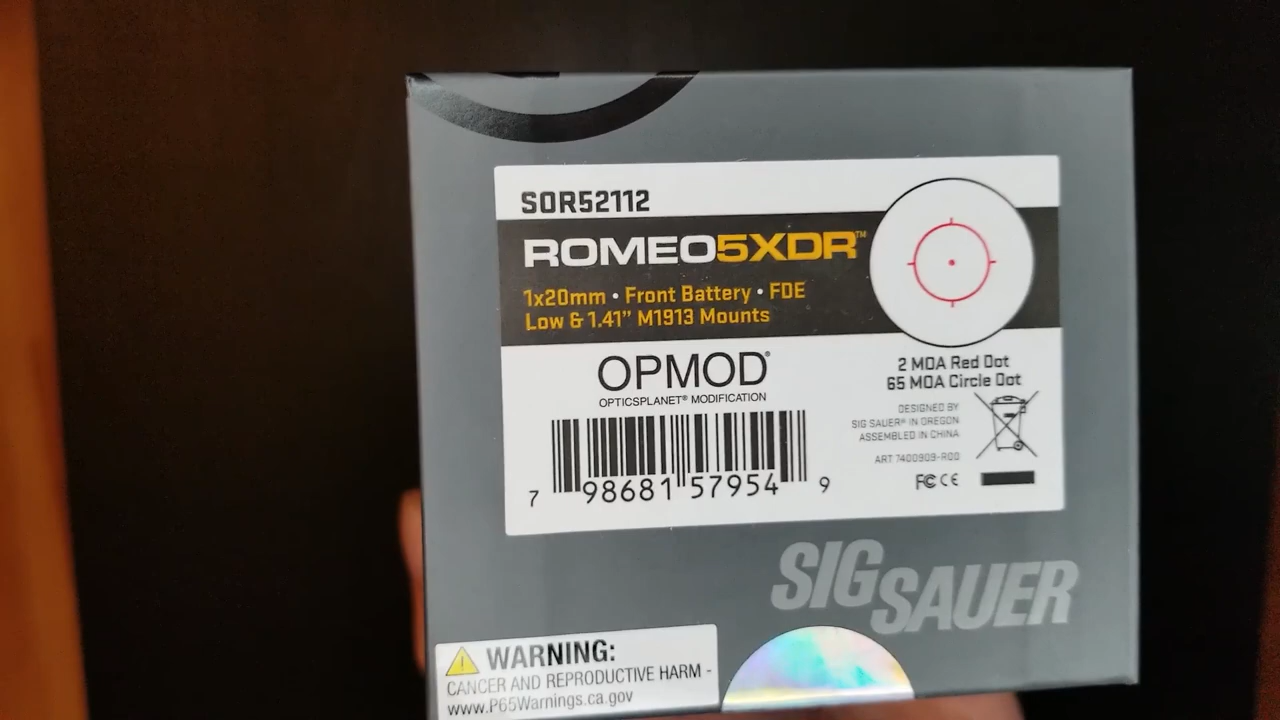 SOR52112
ROMEO5XDR™
1x20mm • Front Battery • FDE
Low & 1.41” M1913 Mounts
OPMOD®
OPTICSPLANET® MODIFICATION
7 98681 57954 9
2 MOA Red Dot
65 MOA Circle Dot
DESIGNED BY
SIG SAUER® IN OREGON
ASSEMBLED IN CHINA
ART 7400909-R00
FC CE
SIG SAUER
WARNING:
CANCER AND REPRODUCTIVE HARM -
www.P65Warnings.ca.gov